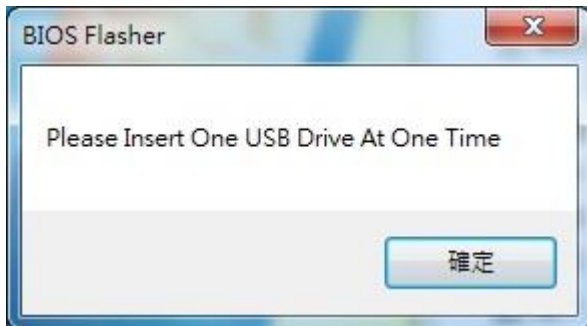 BIOS Flasher
Please Insert One USB Drive At One Time
確定